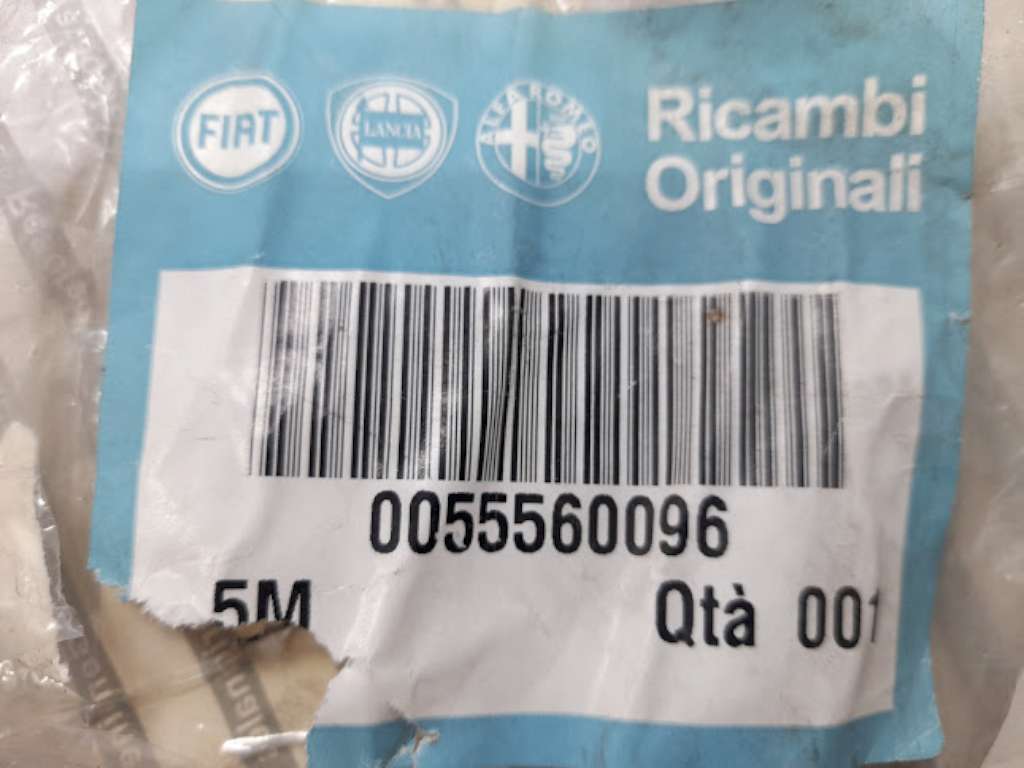 FIAT
LANCIA
ALFA ROMEO
Ricambi
Originali
0055560096
5M
Qtà 001